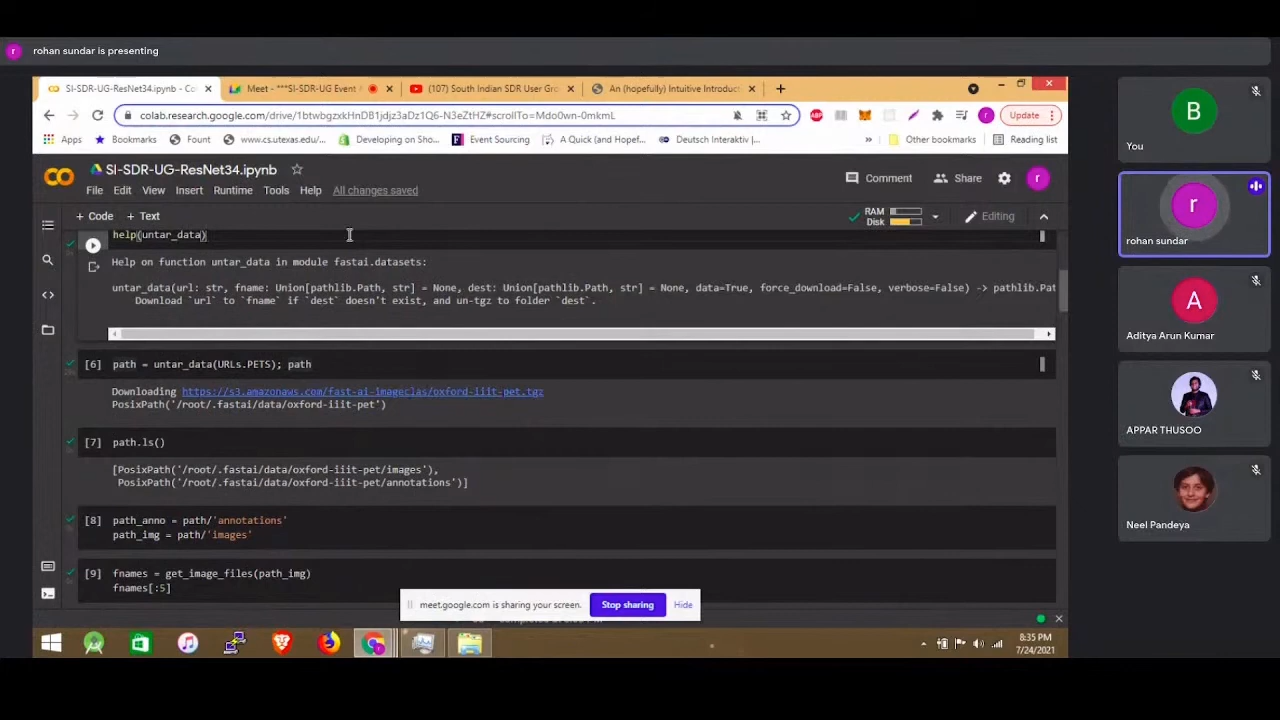 r rohan sundar is presenting
SI-SDR-UG-ResNet34.ipynb - Co
Meet - ***SI-SDR-UG Event
(107) South Indian SDR User Grou
An (hopefully) Intuitive Introduc
colab.research.google.com/drive/1btwbgzxkHnDB1jdjz3aDz1Q6-N3eZtHZ#scrollTo=Mdo0wn-0mkmL
ABP
r
Update
Apps
Bookmarks
Fount
www.cs.utexas.edu/...
Developing on Sho...
Event Sourcing
A Quick (and Hopef...
Deutsch Interaktiv |...
»
Other bookmarks
Reading list
CO
SI-SDR-UG-ResNet34.ipynb
File Edit View Insert Runtime Tools Help All changes saved
Comment
Share
r
+ Code + Text
RAM
Disk
Editing
help(untar_data)
Help on function untar_data in module fastai.datasets:
untar_data(url: str, fname: Union[pathlib.Path, str] = None, dest: Union[pathlib.Path, str] = None, data=True, force_download=False, verbose=False) -> pathlib.Pat
Download `url` to `fname` if `dest` doesn't exist, and un-tgz to folder `dest`.
[6] path = untar_data(URLs.PETS); path
Downloading https://s3.amazonaws.com/fast-ai-imageclas/oxford-iiit-pet.tgz
PosixPath('/root/.fastai/data/oxford-iiit-pet')
[7] path.ls()
[PosixPath('/root/.fastai/data/oxford-iiit-pet/images'),
PosixPath('/root/.fastai/data/oxford-iiit-pet/annotations')]
[8] path_anno = path/'annotations'
path_img = path/'images'
[9] fnames = get_image_files(path_img)
fnames[:5]
meet.google.com is sharing your screen.
Stop sharing
Hide
8:35 PM
7/24/2021
B
You
r
rohan sundar
A
Aditya Arun Kumar
APPAR THUSOO
Neel Pandeya